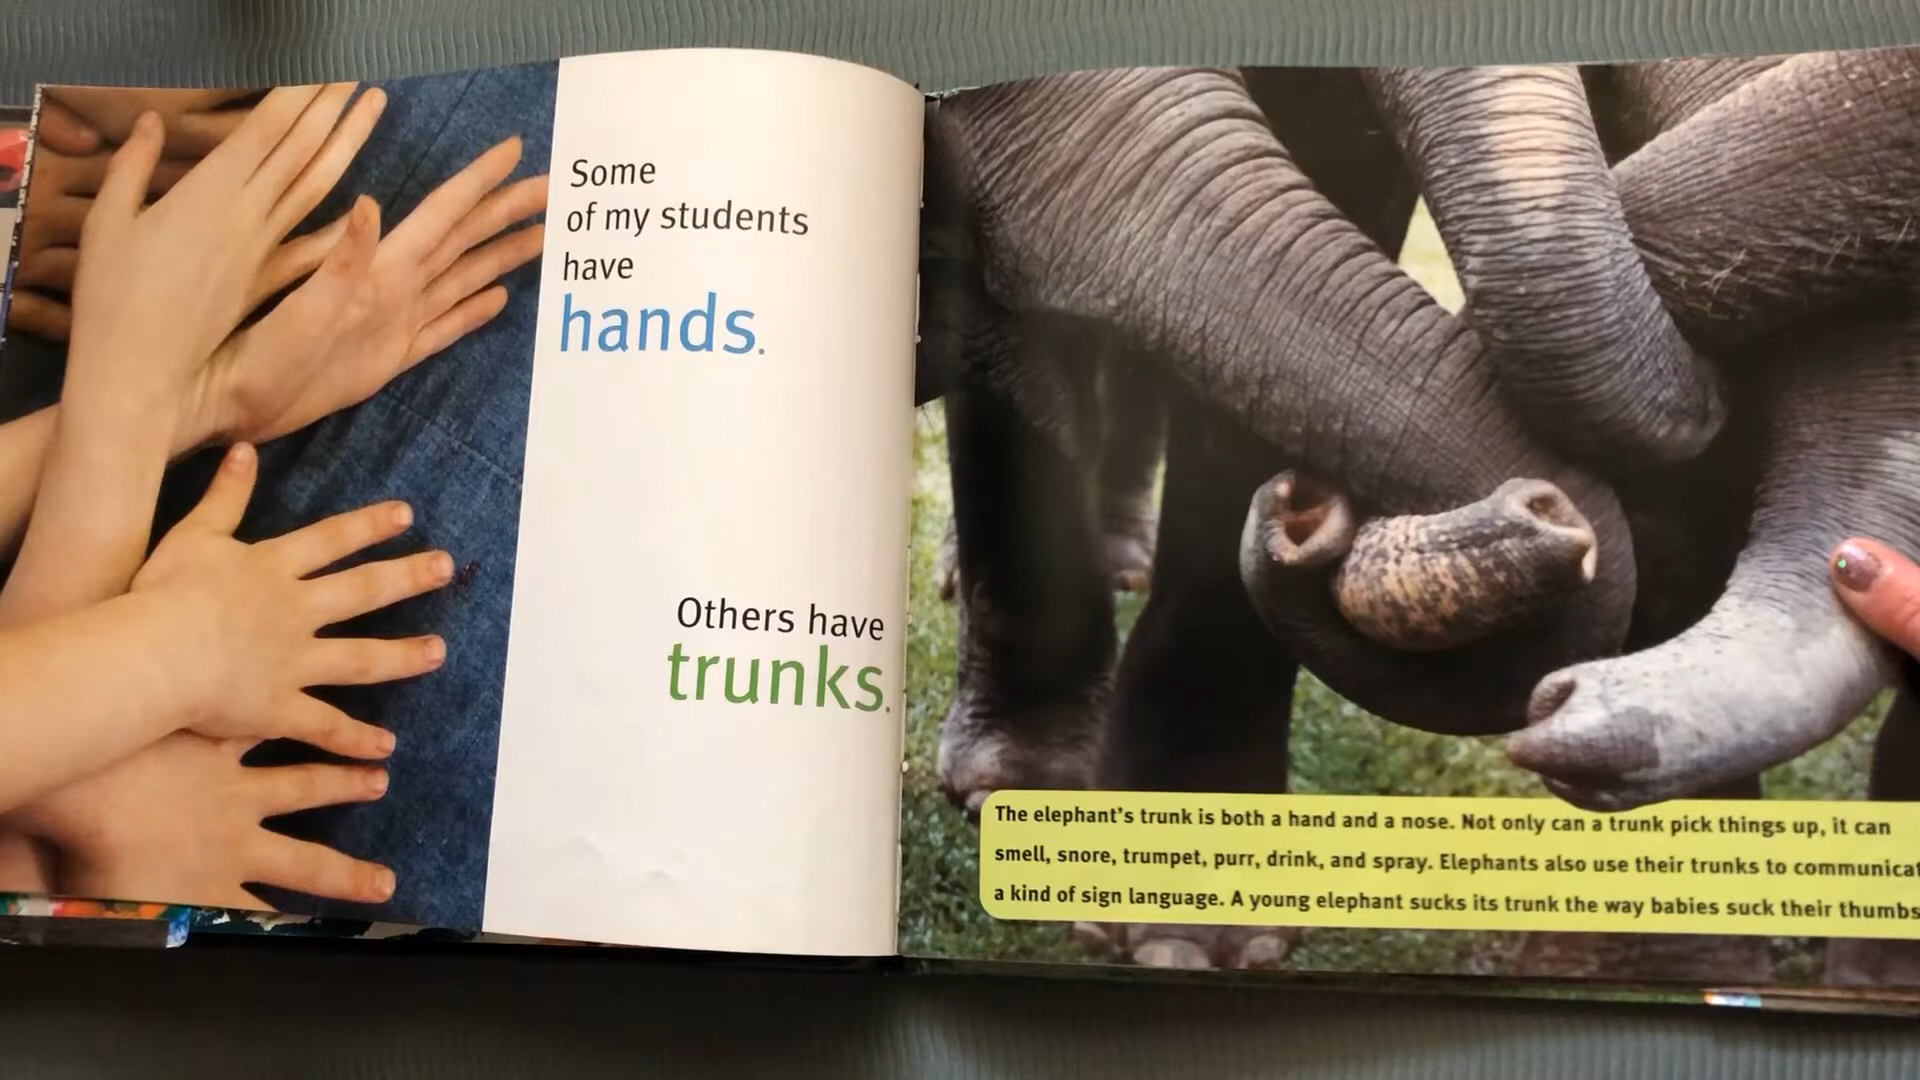 Some
of my students
have
hands.
Others have
trunks.
The elephant's trunk is both a hand and a nose. Not only can a trunk pick things up, it can
smell, snore, trumpet, purr, drink, and spray. Elephants also use their trunks to
a kind of sign language. A young elephant sucks its trunk the way babies suck their thumbs